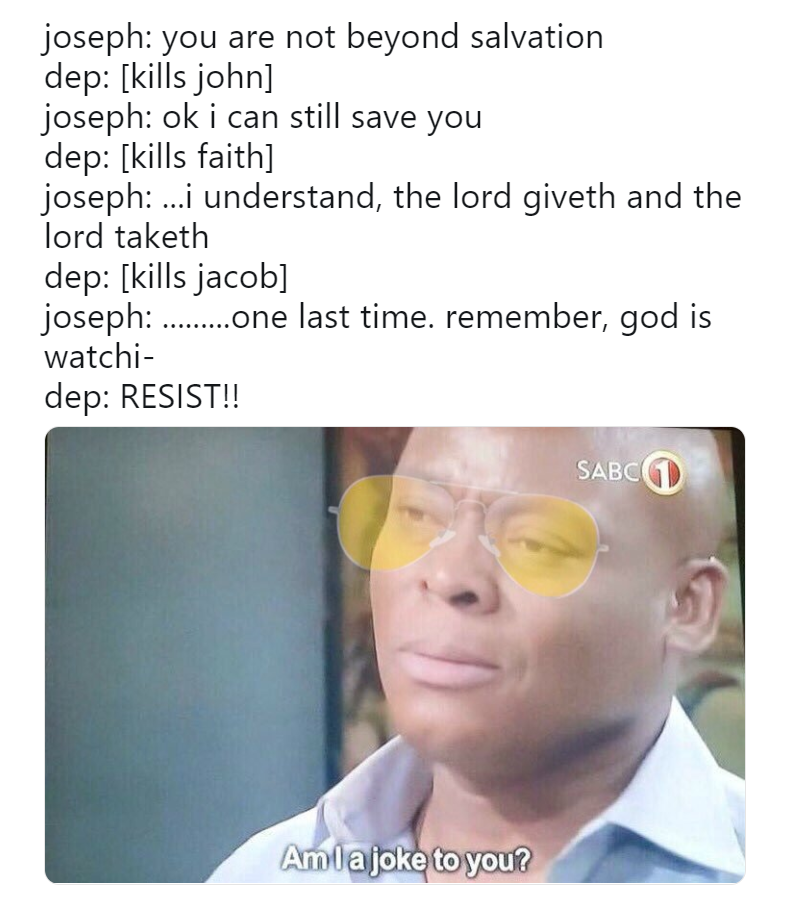 joseph: you are not beyond salvation
dep: [kills john]
joseph: ok i can still save you
dep: [kills faith]
joseph: ...i understand, the lord giveth and the
lord taketh
dep: [kills jacob]
joseph: .........one last time. remember, god is
watchi-
dep: RESIST!!
SABC 1
Am I a joke to you?